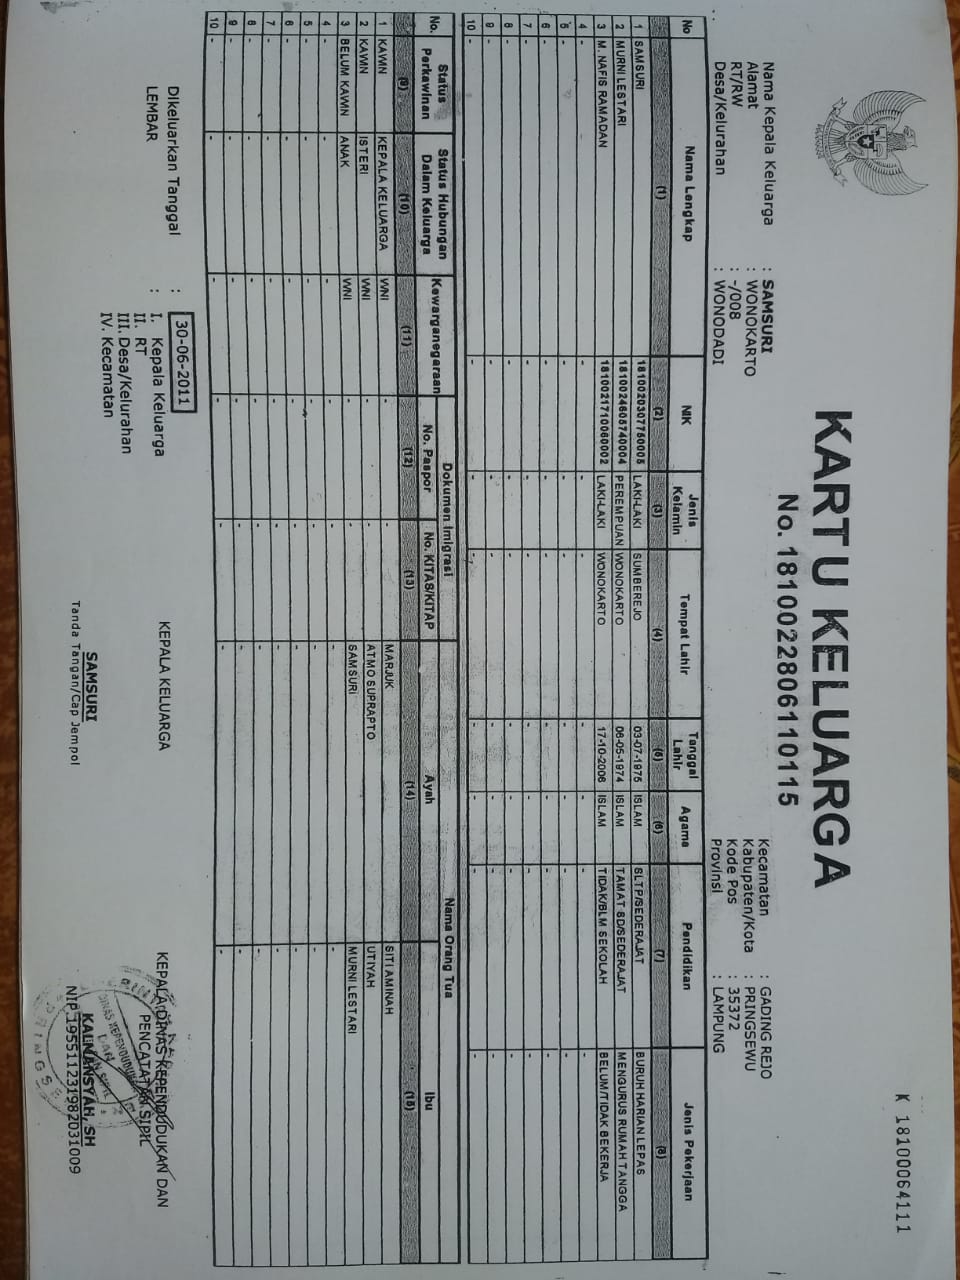 K 18100064111
KARTU KELUARGA
No. 1810022806110115
Nama Kepala Keluarga : SAMSURI
Alamat : WONOKARTO
RT/RW : -/008
Desa/Kelurahan : WONODADI
Kecamatan : GADING REJO
Kabupaten/Kota : PRINGSEWU
Kode Pos : 35372
Provinsi : LAMPUNG
No Nama Lengkap NIK Jenis Kelamin Tempat Lahir Tanggal Lahir Agama Pendidikan Jenis Pekerjaan
(1) (2) (3) (4) (5) (6) (7) (8)
1 SAMSURI 1810020307750005 LAKI-LAKI SUMBEREJO 03-07-1975 ISLAM SLTP/SEDERAJAT BURUH HARIAN LEPAS
2 MURNI LESTARI 1810024605740004 PEREMPUAN WONOKARTO 06-05-1974 ISLAM TAMAT SD/SEDERAJAT MENGURUS RUMAH TANGGA
3 M. NAFIS RAMADAN 1810021710060002 LAKI-LAKI WONOKARTO 17-10-2006 ISLAM TIDAK/BLM SEKOLAH BELUM/TIDAK BEKERJA
4 - - - - - - - -
5 - - - - - - - -
6 - - - - - - - -
7 - - - - - - - -
8 - - - - - - - -
9 - - - - - - - -
10 - - - - - - - -
No. Status Perkawinan Status Hubungan Dalam Keluarga Kewarganegaraan Dokumen Imigrasi Nama Orang Tua
No. Paspor No. KITAS/KITAP Ayah Ibu
(9) (10) (11) (12) (13) (14) (15)
1 KAWIN KEPALA KELUARGA WNI - - MARJUK SITI AMINAH
2 KAWIN ISTERI WNI - - ATMO SUPRAPTO UTIYAH
3 BELUM KAWIN ANAK WNI - - SAMSURI MURNI LESTARI
4 - - - - - - -
5 - - - - - - -
6 - - - - - - -
7 - - - - - - -
8 - - - - - - -
9 - - - - - - -
10 - - - - - - -
Dikeluarkan Tanggal : 30-06-2011
LEMBAR : I. Kepala Keluarga
II. RT
III. Desa/Kelurahan
IV. Kecamatan
KEPALA KELUARGA
SAMSURI
Tanda Tangan/Cap Jempol
KEPALA DINAS KEPENDUDUKAN DAN
PENCATATAN SIPIL
KALMANSYAH, SH
NIP.195511231982031009